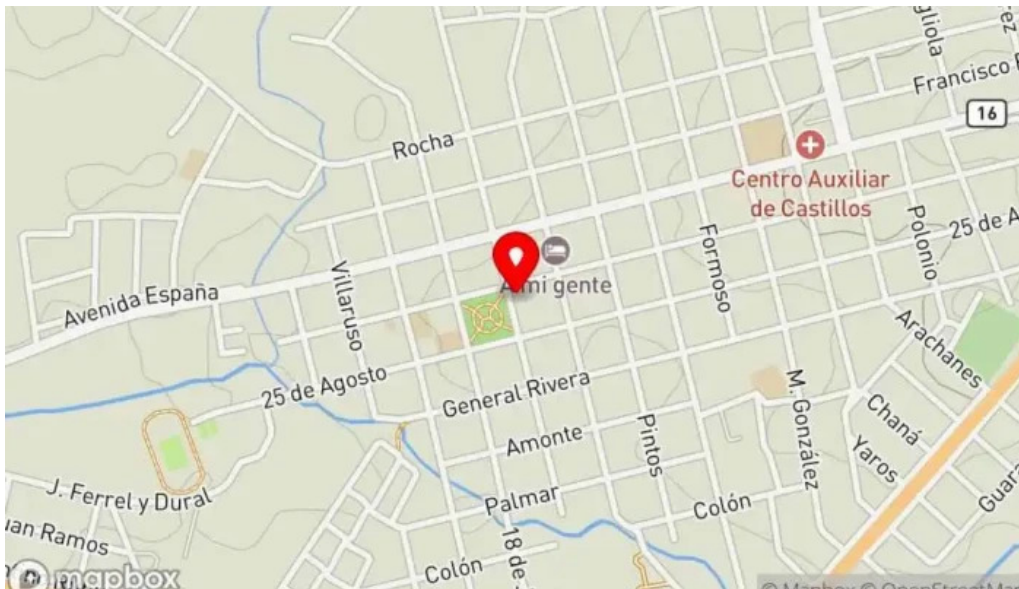 Francisco
16
Rocha
Centro Auxiliar
de Castillos
Polonio
25 de A
Formoso
A mi gente
Villaruso
Avenida España
Arachanes
25 de Agosto
General Rivera
M. González
Chaná
Pintos
Amonte
Yaros
Guara
J. Ferrel y Dural
Palmar
Colón
uan Ramos
18 de
Colón
mapbox
© Mapbox © OpenStreetMap